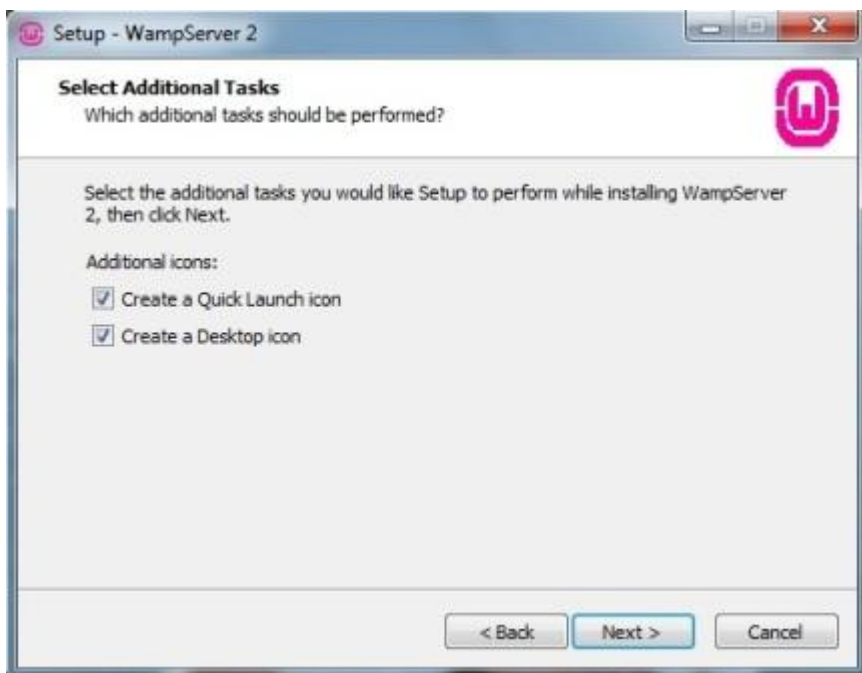 Setup - WampServer 2
Select Additional Tasks
Which additional tasks should be performed?
Select the additional tasks you would like Setup to perform while installing WampServer
2, then click Next.
Additional icons:
Create a Quick Launch icon
Create a Desktop icon
< Back Next > Cancel